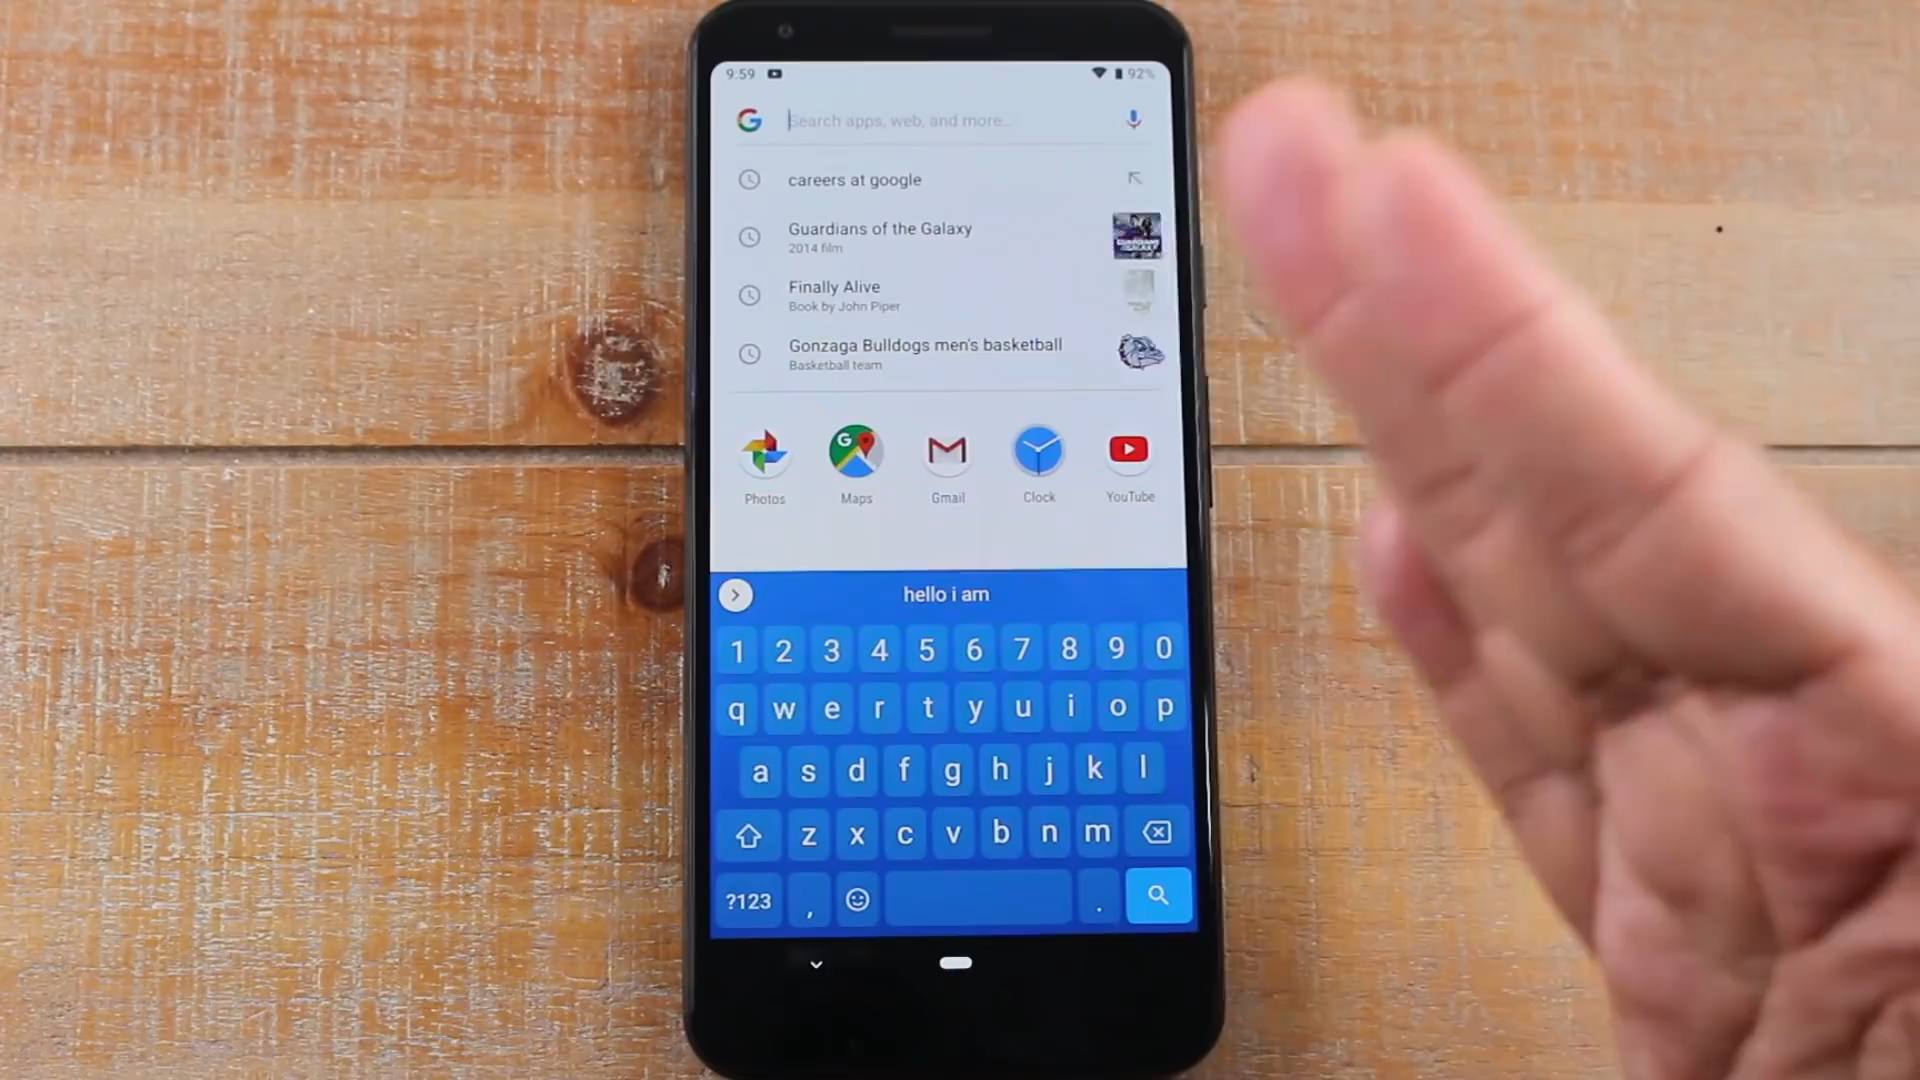 9:59 92%
Search apps, web, and more...
careers at google
Guardians of the Galaxy
2014 film
Finally Alive
Book by John Piper
Gonzaga Bulldogs men's basketball
Basketball team
Photos Maps Gmail Clock YouTube
hello i am
1 2 3 4 5 6 7 8 9 0
q w e r t y u i o p
a s d f g h j k l
z x c v b n m
?123 , .